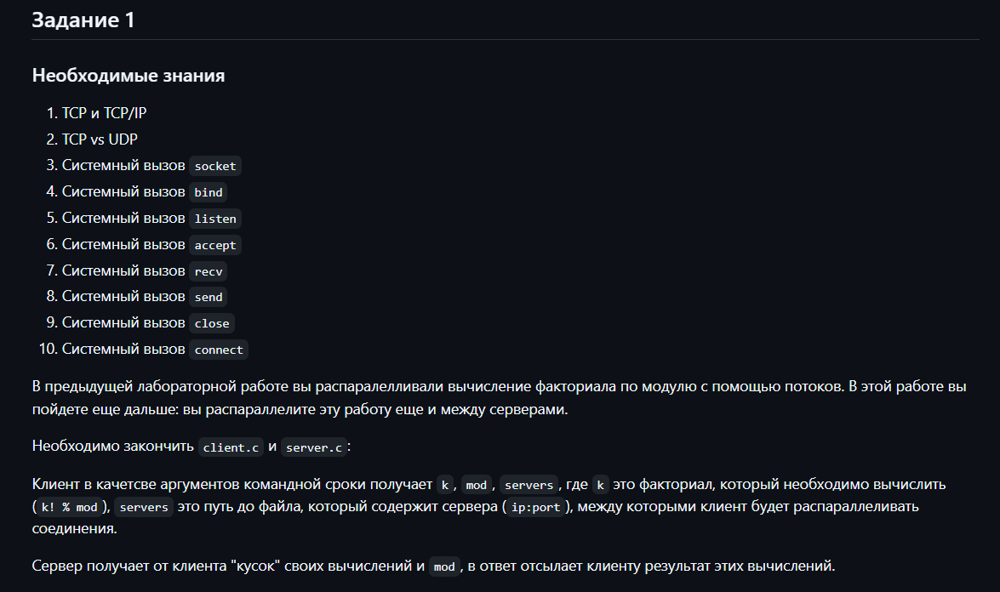 Задание 1
Необходимые знания
1. TCP и TCP/IP
2. TCP vs UDP
3. Системный вызов socket
4. Системный вызов bind
5. Системный вызов listen
6. Системный вызов accept
7. Системный вызов recv
8. Системный вызов send
9. Системный вызов close
10. Системный вызов connect
В предыдущей лабораторной работе вы распаралелливали вычисление факториала по модулю с помощью потоков. В этой работе вы
пойдете еще дальше: вы распараллелите эту работу еще и между серверами.
Необходимо закончить client.c и server.c:
Клиент в качетсве аргументов командной сроки получает k, mod, servers, где k это факториал, который необходимо вычислить
(k! % mod), servers это путь до файла, который содержит сервера (ip:port), между которыми клиент будет распараллеливать
соединения.
Сервер получает от клиента "кусок" своих вычислений и mod, в ответ отсылает клиенту результат этих вычислений.